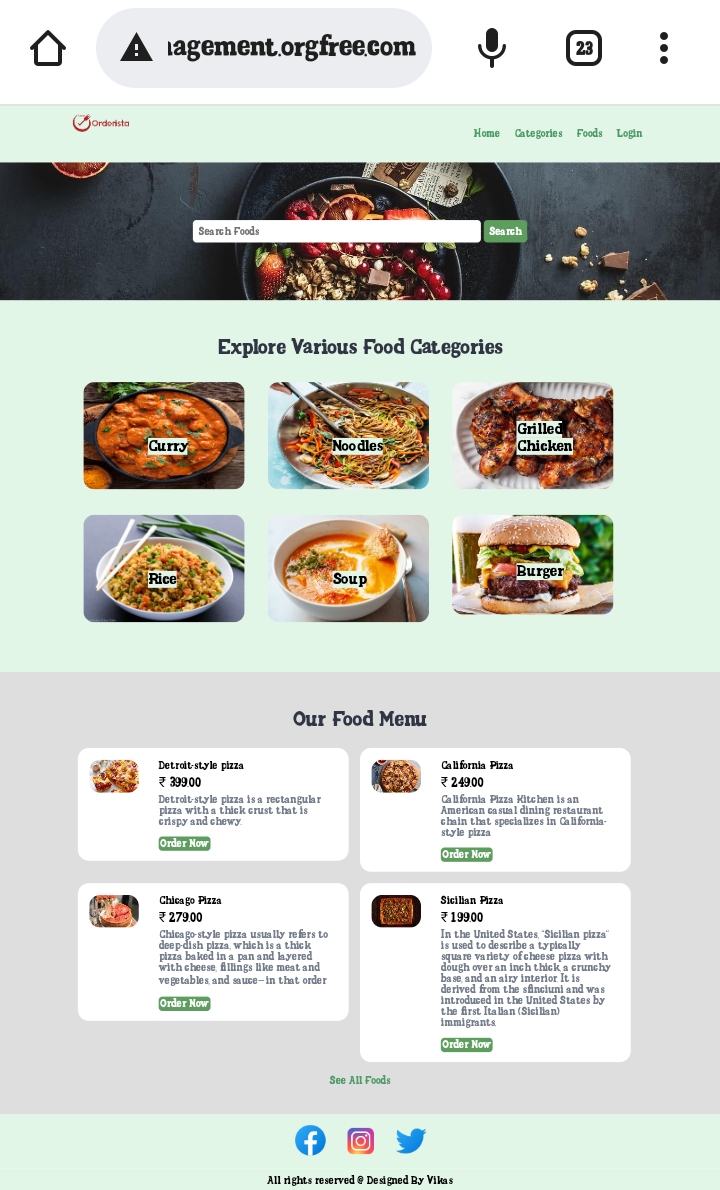 agement.orgfree.com
23
Orderista
Home Categories Foods Login
Search Foods Search
Explore Various Food Categories
Curry
Noodles
Grilled
Chicken
Rice
Soup
Burger
Our Food Menu
Detroit-style pizza
₹ 399.00
Detroit-style pizza is a rectangular
pizza with a thick crust that is
crispy and chewy.
Order Now
California Pizza
₹ 249.00
California Pizza Kitchen is an
American casual dining restaurant
chain that specializes in California-
style pizza
Order Now
Chicago Pizza
₹ 279.00
Chicago-style pizza usually refers to
deep-dish pizza, which is a thick
pizza baked in a pan and layered
with cheese, fillings like meat and
vegetables, and sauce–in that order
Order Now
Sicilian Pizza
₹ 199.00
In the United States, "Sicilian pizza"
is used to describe a typically
square variety of cheese pizza with
dough over an inch thick, a crunchy
base, and an airy interior. It is
derived from the sfinciuni and was
introduced in the United States by
the first Italian (Sicilian)
immigrants.
Order Now
See All Foods
All rights reserved @ Designed By Vikas